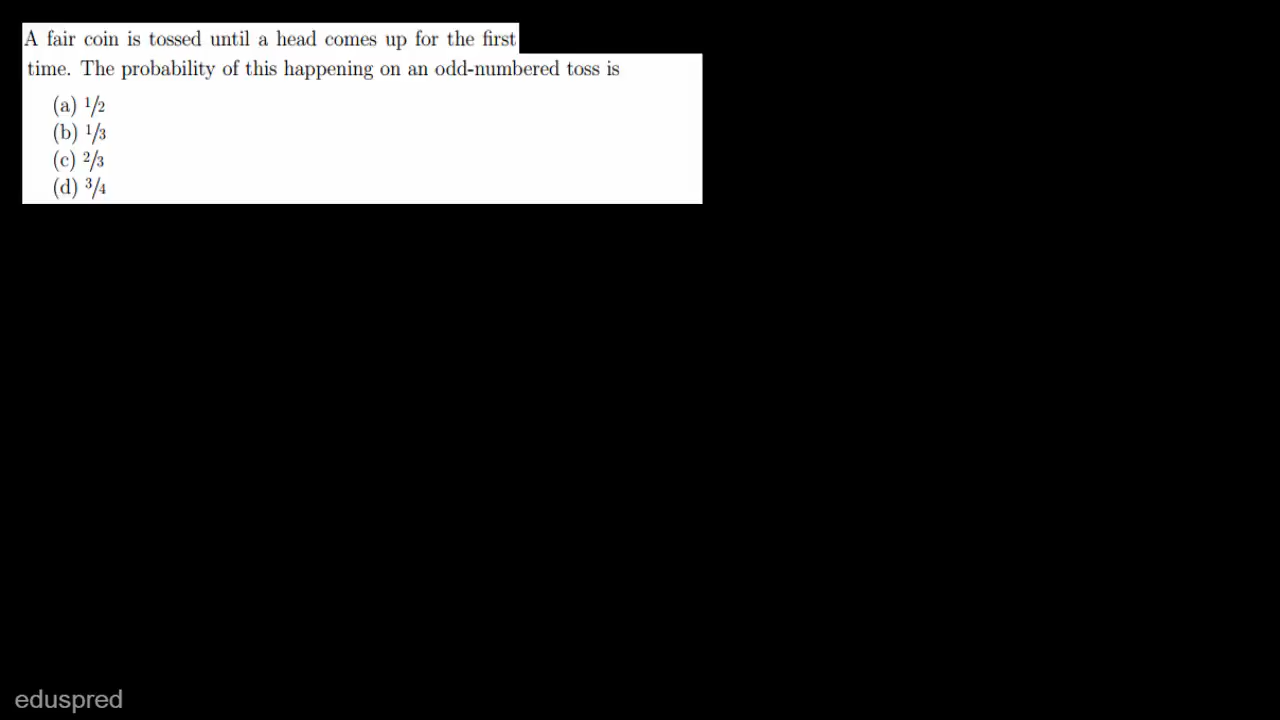 A fair coin is tossed until a head comes up for the first
time. The probability of this happening on an odd-numbered toss is
(a) 1/2
(b) 1/3
(c) 2/3
(d) 3/4
eduspred